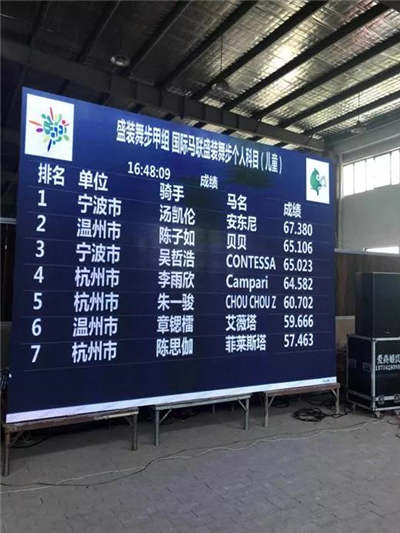 盛装舞步甲组 国际马联盛装舞步个人科目(儿童)
16:48:09 成绩
排名 单位 骑手 马名 成绩
1 宁波市 汤凯伦 安东尼 67.380
2 温州市 陈子如 贝贝 65.106
3 宁波市 吴哲浩 CONTESSA 65.023
4 杭州市 李雨欣 Campari 64.582
5 杭州市 朱一骏 CHOU CHOU Z 60.702
6 温州市 章锶檽 艾薇塔 59.666
7 杭州市 陈思伽 菲莱斯塔 57.463